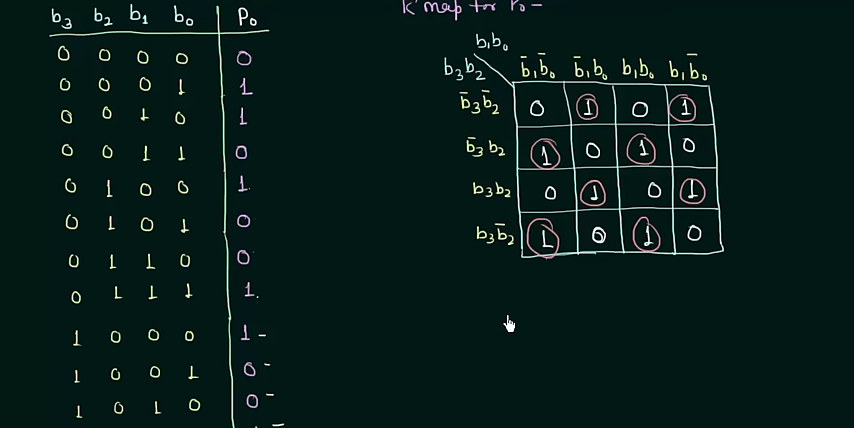 K' map for P₀ –
b₃ b₂ b₁ b₀ P₀
0 0 0 0 0
0 0 0 1 1
0 0 1 0 1
0 0 1 1 0
0 1 0 0 1
0 1 0 1 0
0 1 1 0 0
0 1 1 1 1
1 0 0 0 1
1 0 0 1 0
1 0 1 0 0
b₁b₀
b₃b₂ b̄₁b̄₀ b̄₁b₀ b₁b₀ b₁b̄₀
b̄₃b̄₂ 0 1 0 1
b̄₃b₂ 1 0 1 0
b₃b₂ 0 1 0 1
b₃b̄₂ 1 0 1 0